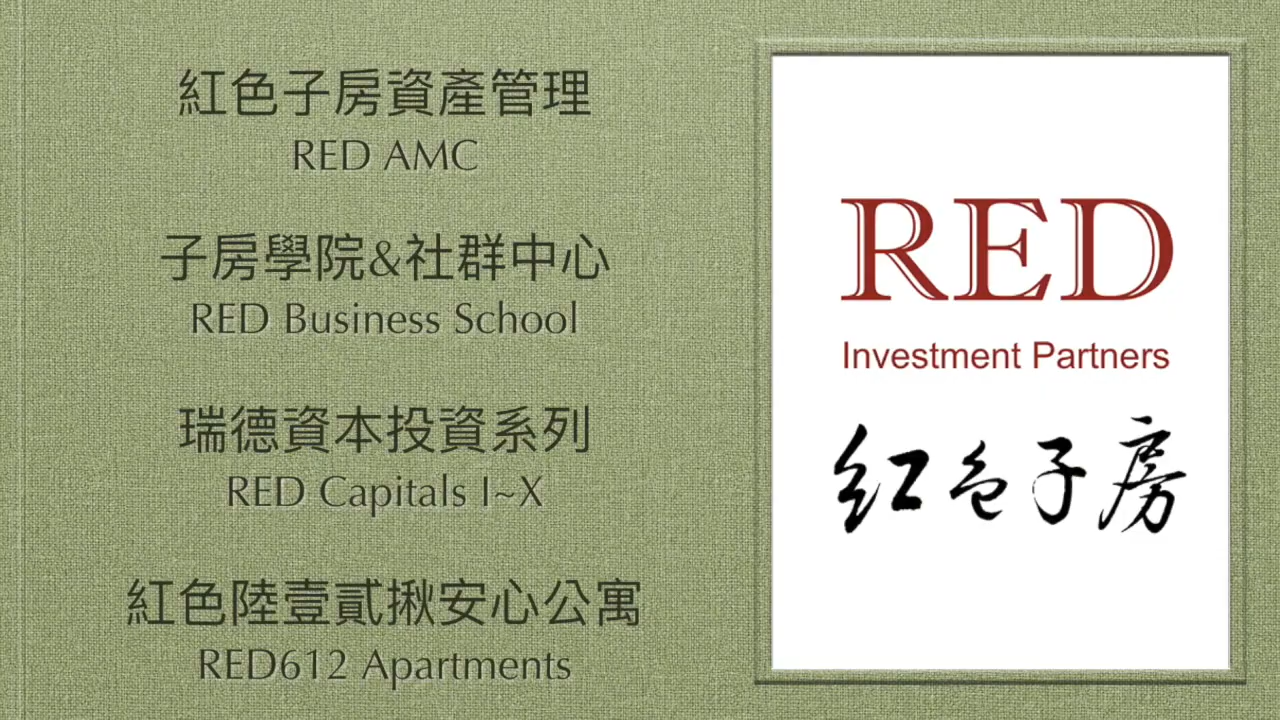 紅色子房資產管理
RED AMC
子房學院&社群中心
RED Business School
瑞德資本投資系列
RED Capitals I~X
紅色陸壹貳揪安心公寓
RED612 Apartments
RED
Investment Partners
红色子房